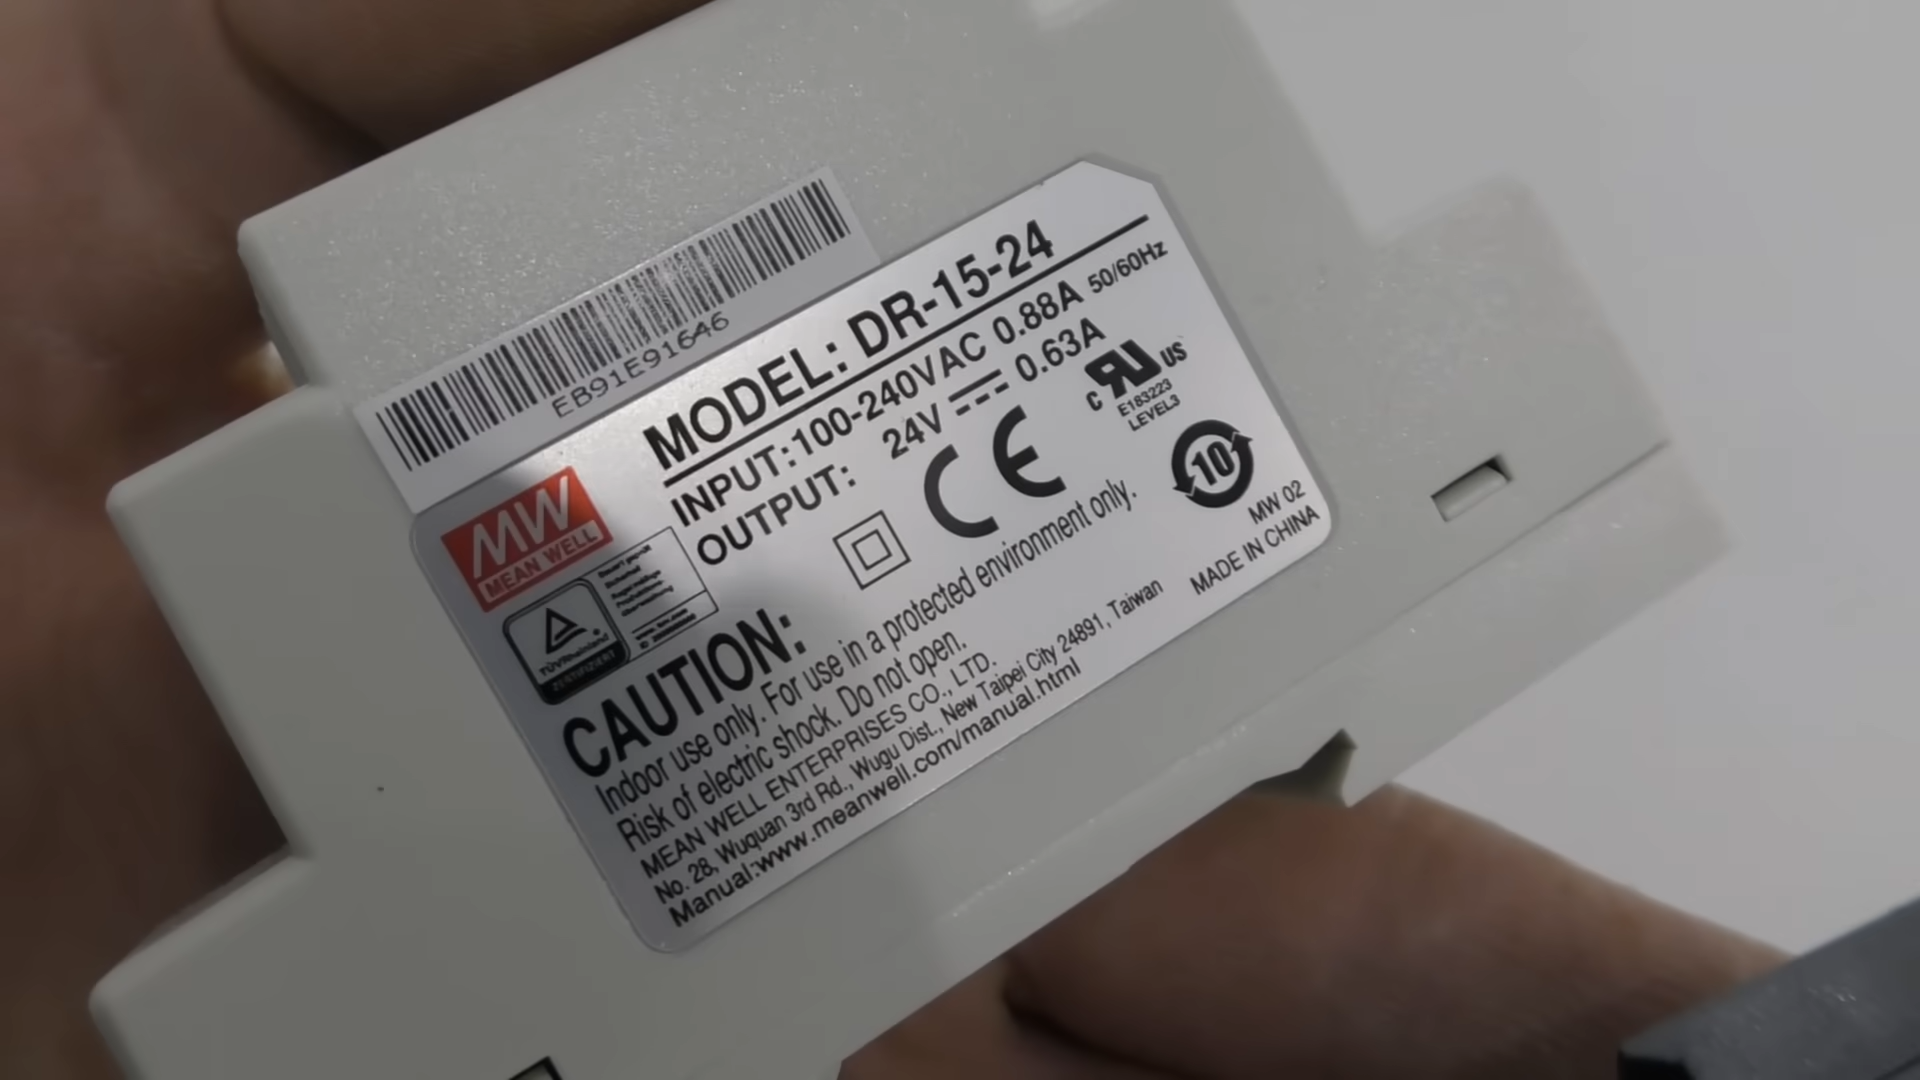 EB91E91646
MODEL: DR-15-24
INPUT:100-240VAC 0.88A 50/60Hz
OUTPUT: 24V 0.63A
MW
MEAN WELL
TÜVRheinland
ZERTIFIZIERT
CE
c RU US
E183223
LEVEL3
10
MW 02
MADE IN CHINA
CAUTION:
Indoor use only. For use in a protected environment only.
Risk of electric shock. Do not open.
MEAN WELL ENTERPRISES CO., LTD.
No. 28, Wuquan 3rd Rd., Wugu Dist., New Taipei City 24891, Taiwan
Manual:www.meanwell.com/manual.html